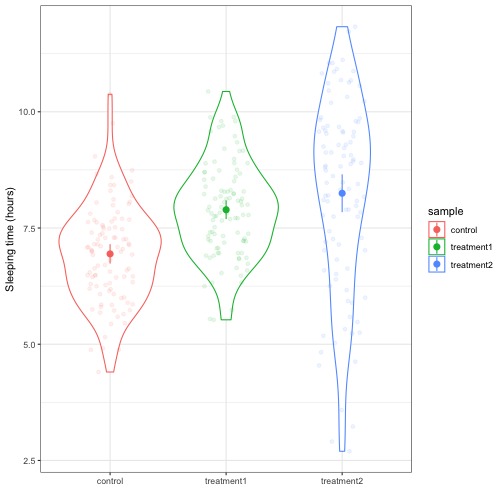 10.0
7.5
5.0
2.5
Sleeping time (hours)
control
treatment1
treatment2
sample
control
treatment1
treatment2